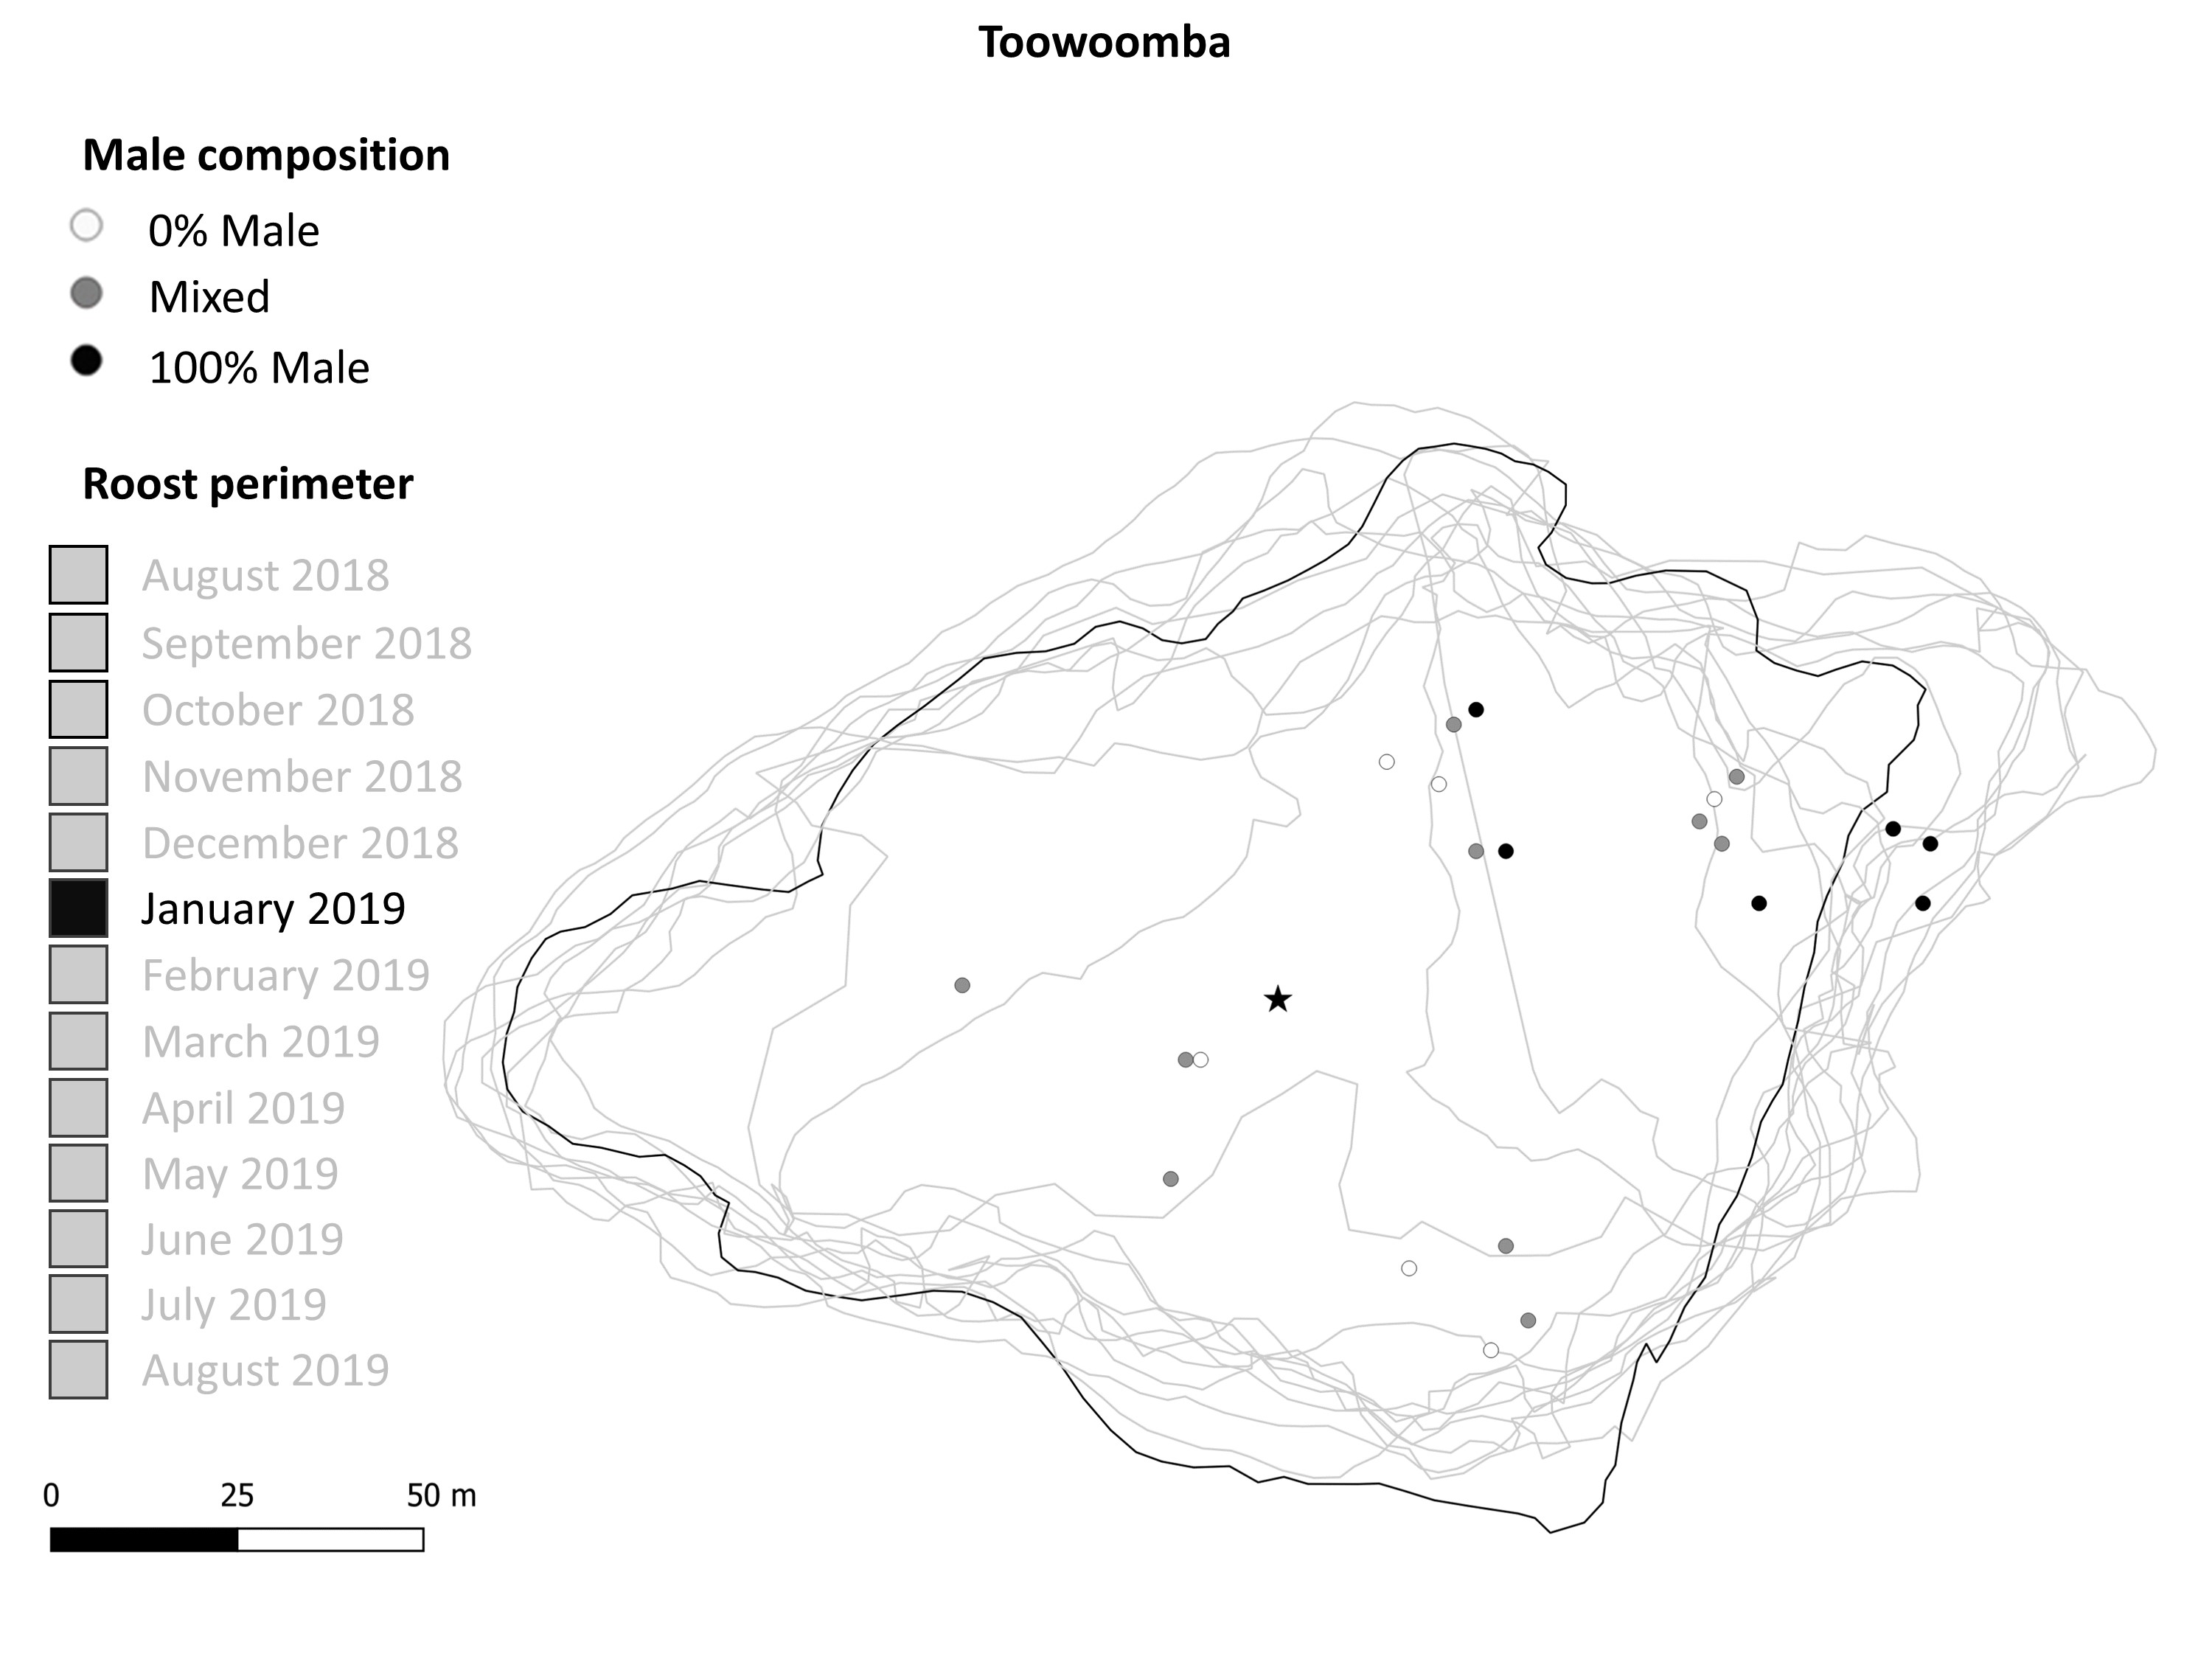 Toowoomba
Male composition
0% Male
Mixed
100% Male
Roost perimeter
August 2018
September 2018
October 2018
November 2018
December 2018
January 2019
February 2019
March 2019
April 2019
May 2019
June 2019
July 2019
August 2019
0 25 50 m